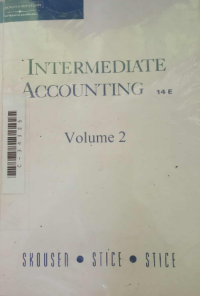 INTERMEDIATE
ACCOUNTING 14 E
Volume 2
SKOUSEN • STICE • STICE